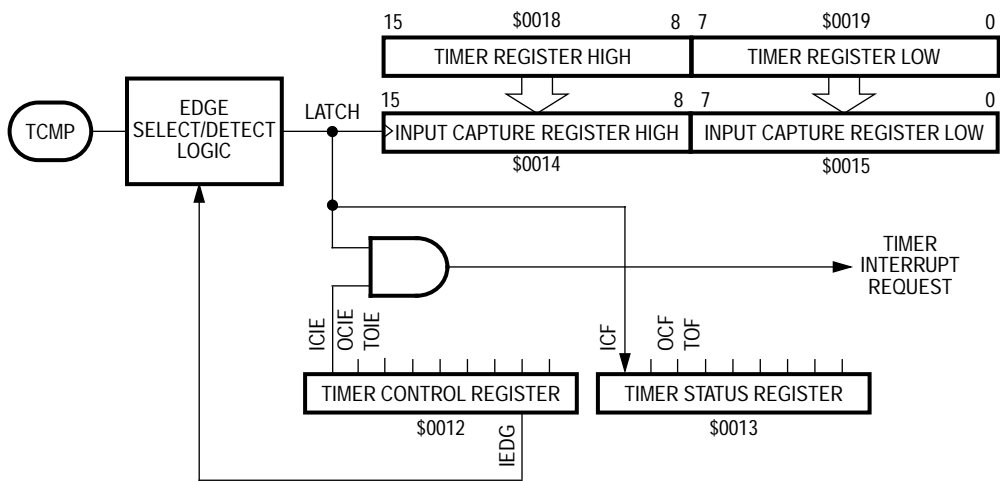 15 $0018 8 7 $0019 0
TIMER REGISTER HIGH TIMER REGISTER LOW
TCMP
EDGE
SELECT/DETECT
LOGIC
LATCH
15 8 7 0
INPUT CAPTURE REGISTER HIGH INPUT CAPTURE REGISTER LOW
$0014 $0015
TIMER
INTERRUPT
REQUEST
ICIE
OCIE
TOIE
ICF
OCF
TOF
TIMER CONTROL REGISTER TIMER STATUS REGISTER
$0012 $0013
IEDG